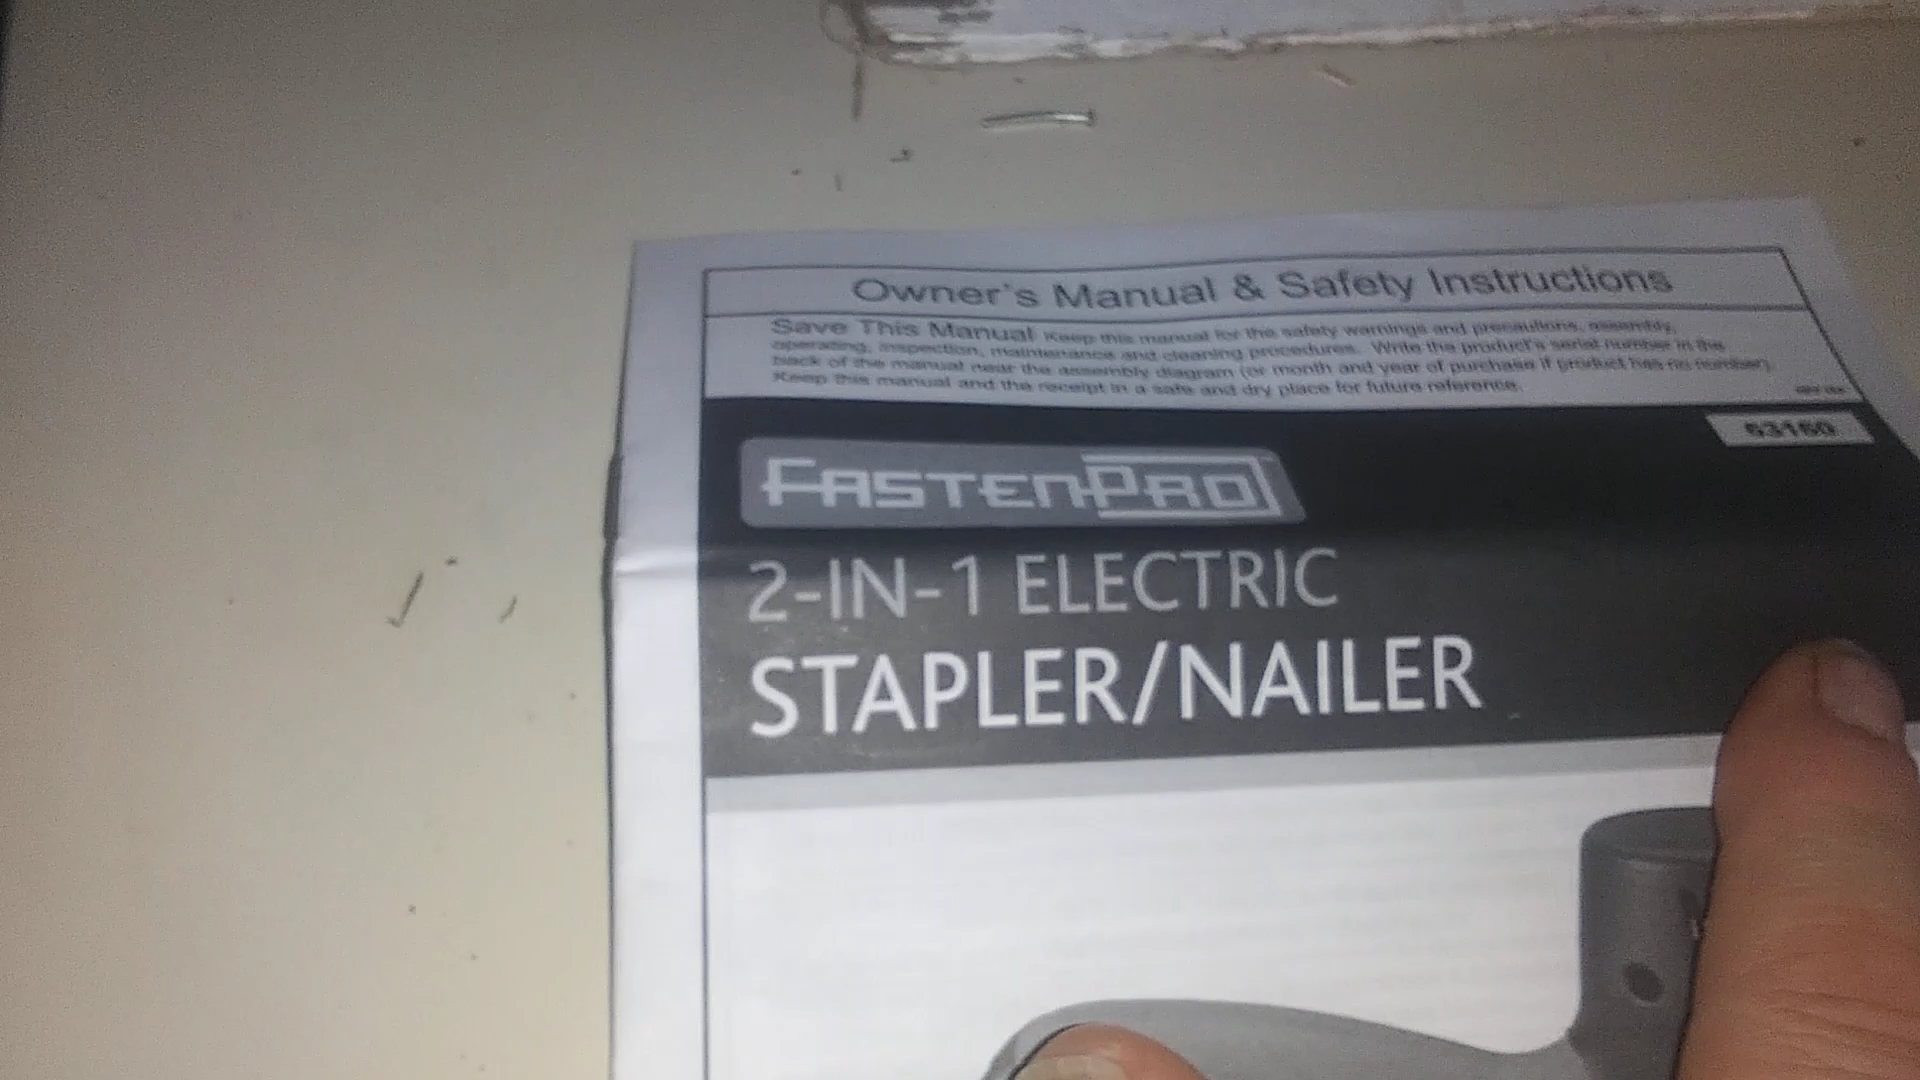 Owner's Manual & Safety Instructions
Save This Manual Keep this manual for the safety warnings and precautions, assembly,
operating, inspection, maintenance and cleaning procedures. Write the product's serial number in the
back of the manual near the assembly diagram (or month and year of purchase if product has no number).
Keep this manual and the receipt in a safe and dry place for future reference.
63160
FASTENPRO
2-IN-1 ELECTRIC
STAPLER/NAILER